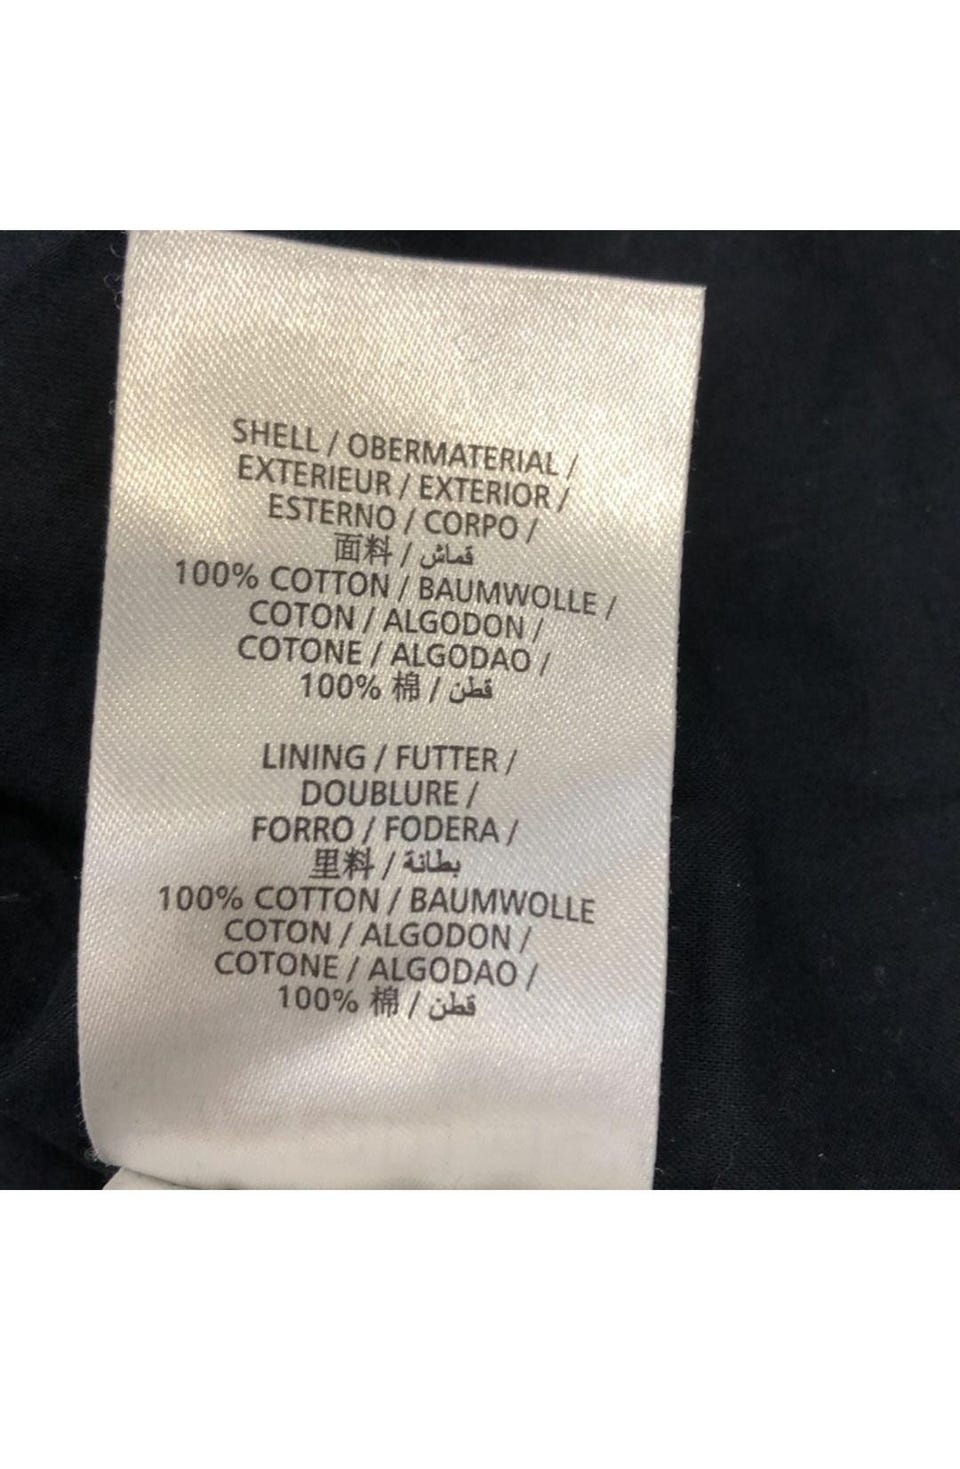 SHELL / OBERMATERIAL /
EXTERIEUR / EXTERIOR /
ESTERNO / CORPO /
面料 / قماش
100% COTTON / BAUMWOLLE /
COTON / ALGODON /
COTONE / ALGODAO /
100% 棉 / قطن
LINING / FUTTER /
DOUBLURE /
FORRO / FODERA /
里料 / بطانة
100% COTTON / BAUMWOLLE
COTON / ALGODON /
COTONE / ALGODAO /
100% 棉 / قطن